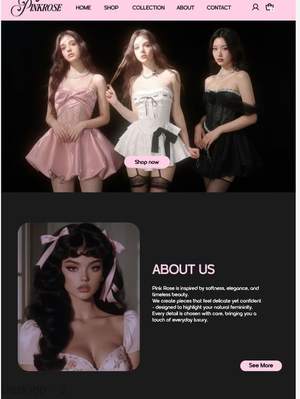 PINKROSE
HOME SHOP COLLECTION ABOUT CONTACT
Shop now
ABOUT US
Pink Rose is inspired by softness, elegance, and
timeless beauty.
We create pieces that feel delicate yet confident
- designed to highlight your natural femininity.
Every detail is chosen with care, bringing you a
touch of everyday luxury.
See More